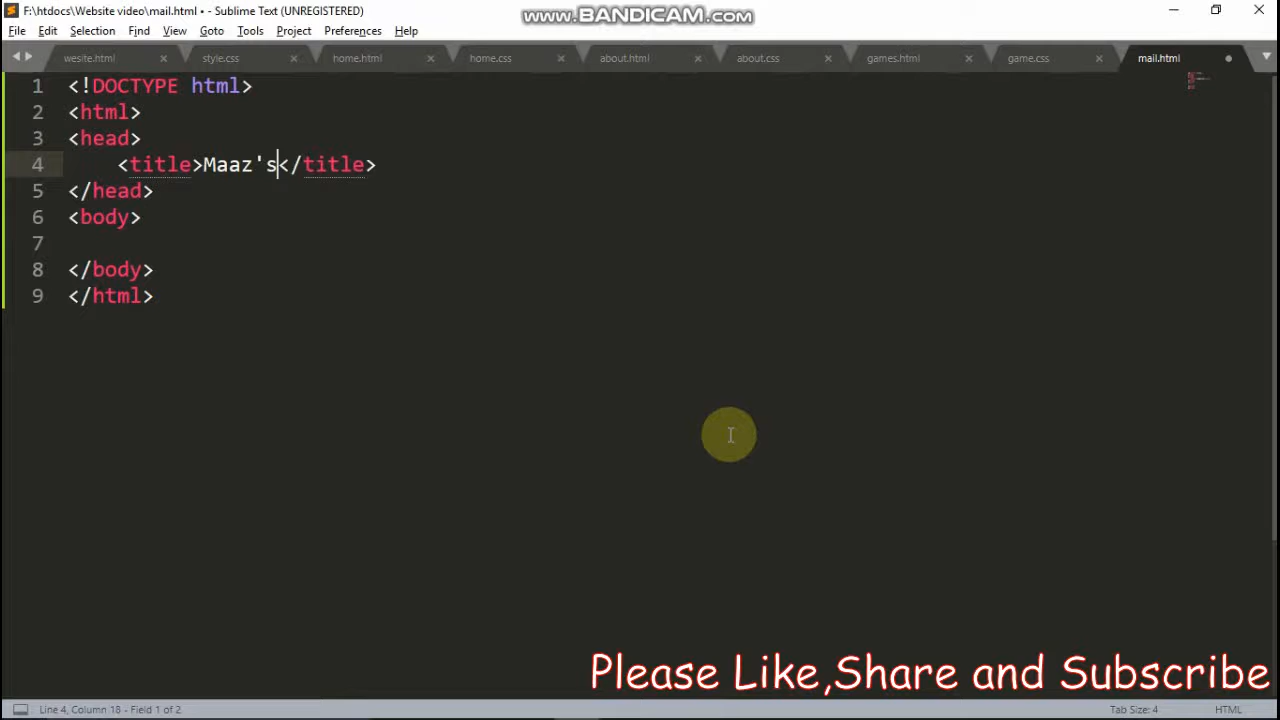 F:\htdocs\Website video\mail.html • - Sublime Text (UNREGISTERED)
www.BANDICAM.com
File Edit Selection Find View Goto Tools Project Preferences Help
wesite.html style.css home.html home.css about.html about.css games.html game.css mail.html
1 <!DOCTYPE html>
2 <html>
3 <head>
4 <title>Maaz's</title>
5 </head>
6 <body>
7
8 </body>
9 </html>
Please Like,Share and Subscribe
Line 4, Column 18 - Field 1 of 2 Tab Size: 4 HTML